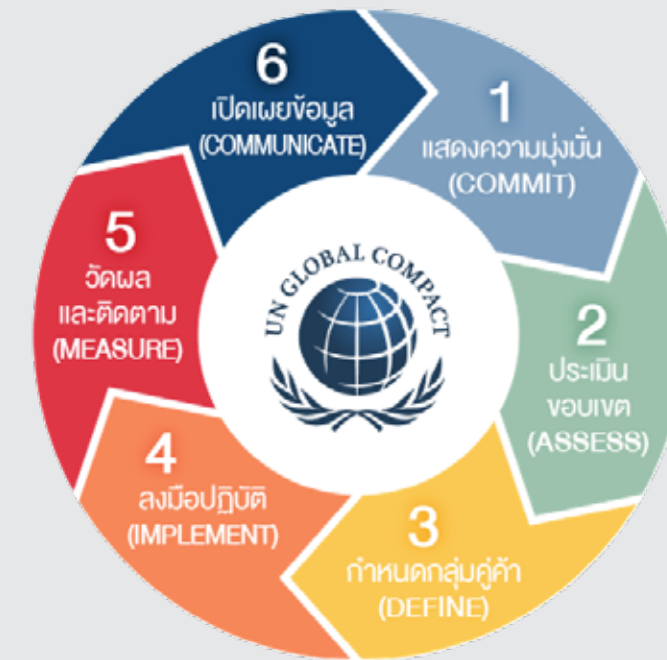 1
แสดงความมุ่งมั่น
(COMMIT)
2
ประเมิน
ขอบเขต
(ASSESS)
3
กำหนดกลุ่มคู่ค้า
(DEFINE)
4
ลงมือปฏิบัติ
(IMPLEMENT)
5
วัดผล
และติดตาม
(MEASURE)
6
เปิดเผยข้อมูล
(COMMUNICATE)
UN GLOBAL COMPACT